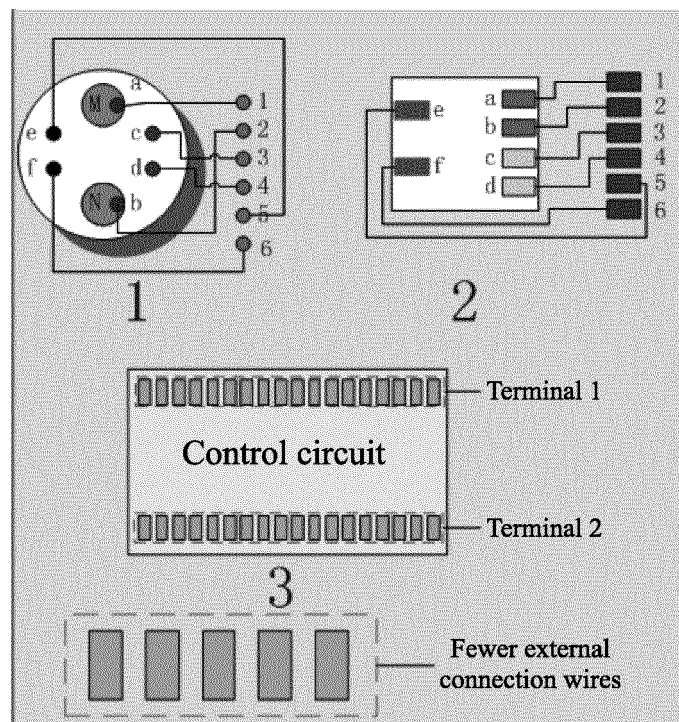 a
M
1
e
c
2
3
f
d
4
N
b
5
6
1
a
1
e
b
2
c
3
f
4
d
5
6
2
Terminal 1
Control circuit
Terminal 2
3
Fewer external
connection wires